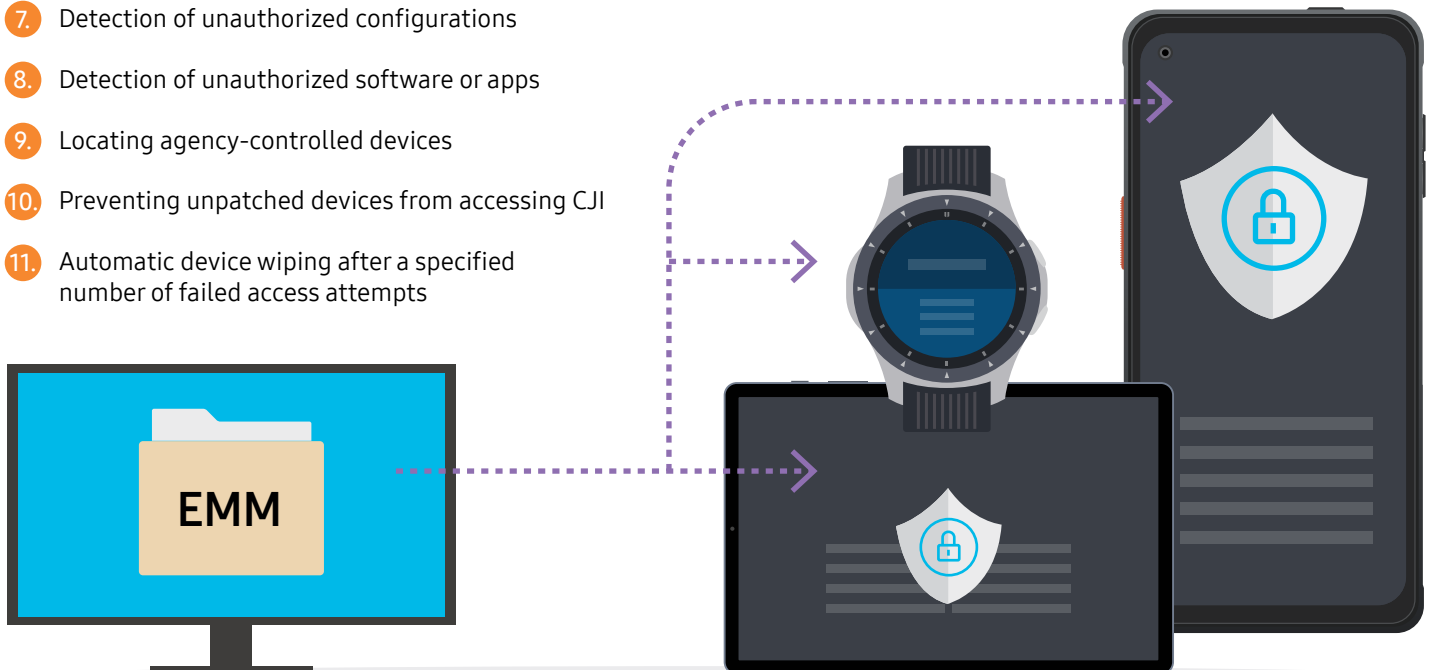 7. Detection of unauthorized configurations
8. Detection of unauthorized software or apps
9. Locating agency-controlled devices
10. Preventing unpatched devices from accessing CJI
11. Automatic device wiping after a specified
number of failed access attempts
EMM